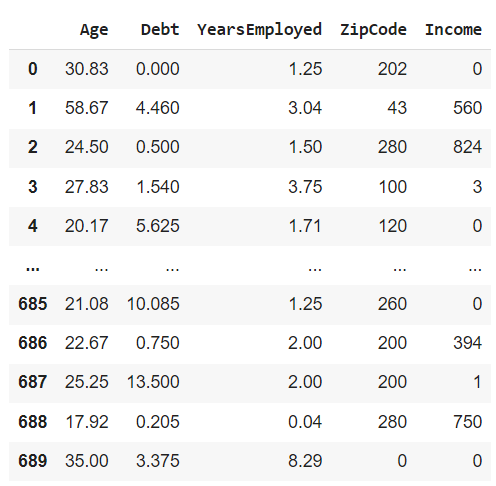 Age Debt YearsEmployed ZipCode Income
0 30.83 0.000 1.25 202 0
1 58.67 4.460 3.04 43 560
2 24.50 0.500 1.50 280 824
3 27.83 1.540 3.75 100 3
4 20.17 5.625 1.71 120 0
... ... ... ... ... ...
685 21.08 10.085 1.25 260 0
686 22.67 0.750 2.00 200 394
687 25.25 13.500 2.00 200 1
688 17.92 0.205 0.04 280 750
689 35.00 3.375 8.29 0 0